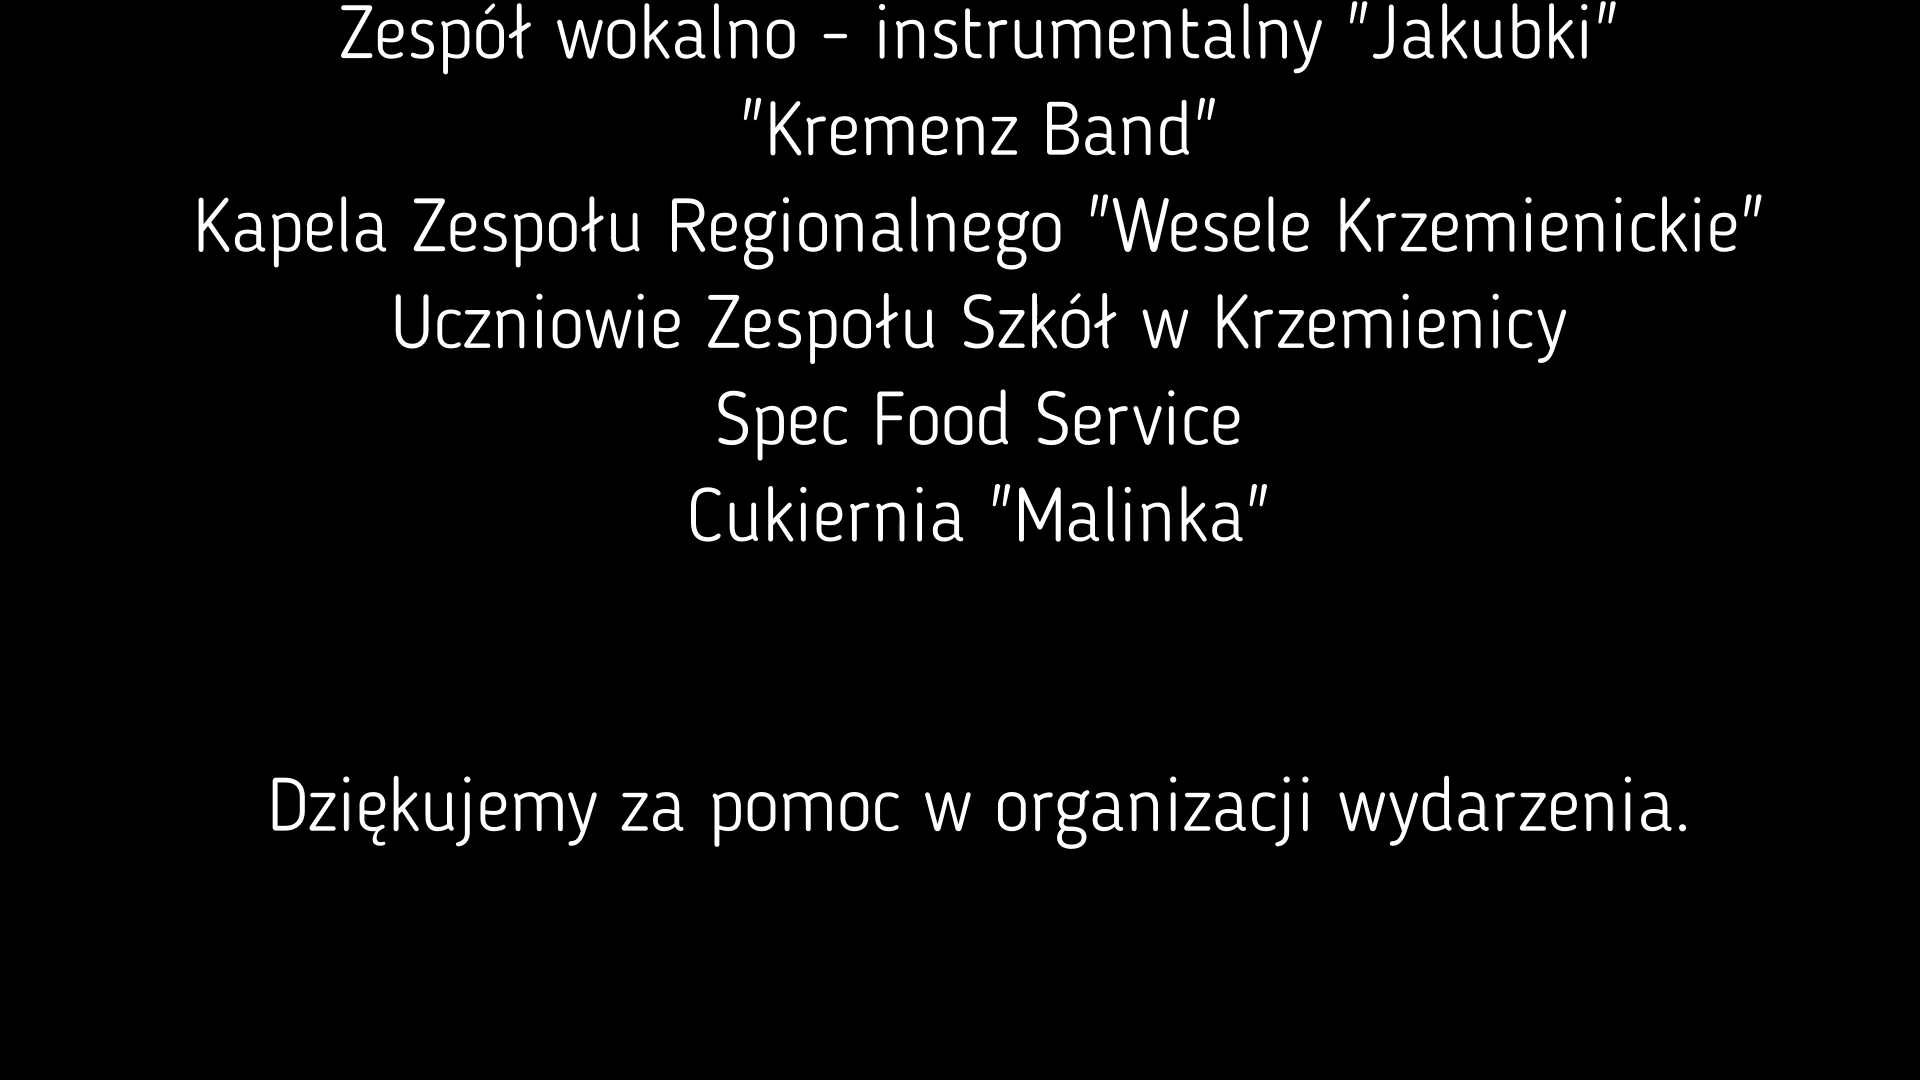 Zespół wokalno - instrumentalny "Jakubki"
"Kremenz Band"
Kapela Zespołu Regionalnego "Wesele Krzemienickie"
Uczniowie Zespołu Szkół w Krzemienicy
Spec Food Service
Cukiernia "Malinka"
Dziękujemy za pomoc w organizacji wydarzenia.